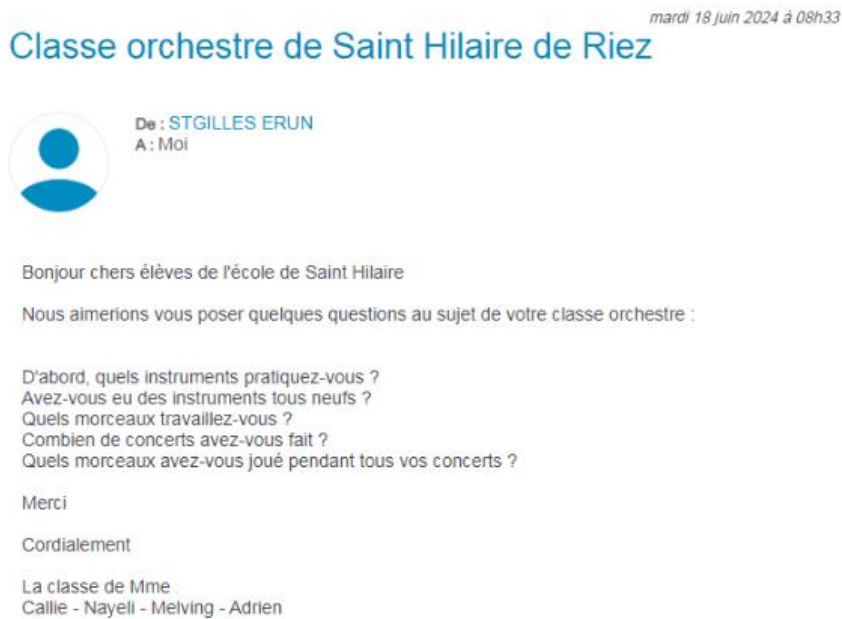 mardi 18 juin 2024 à 08h33
Classe orchestre de Saint Hilaire de Riez
De : STGILLES ERUN
A : Moi
Bonjour chers élèves de l'école de Saint Hilaire
Nous aimerions vous poser quelques questions au sujet de votre classe orchestre :
D'abord, quels instruments pratiquez-vous ?
Avez-vous eu des instruments tous neufs ?
Quels morceaux travaillez-vous ?
Combien de concerts avez-vous fait ?
Quels morceaux avez-vous joué pendant tous vos concerts ?
Merci
Cordialement
La classe de Mme
Callie - Nayeli - Melving - Adrien